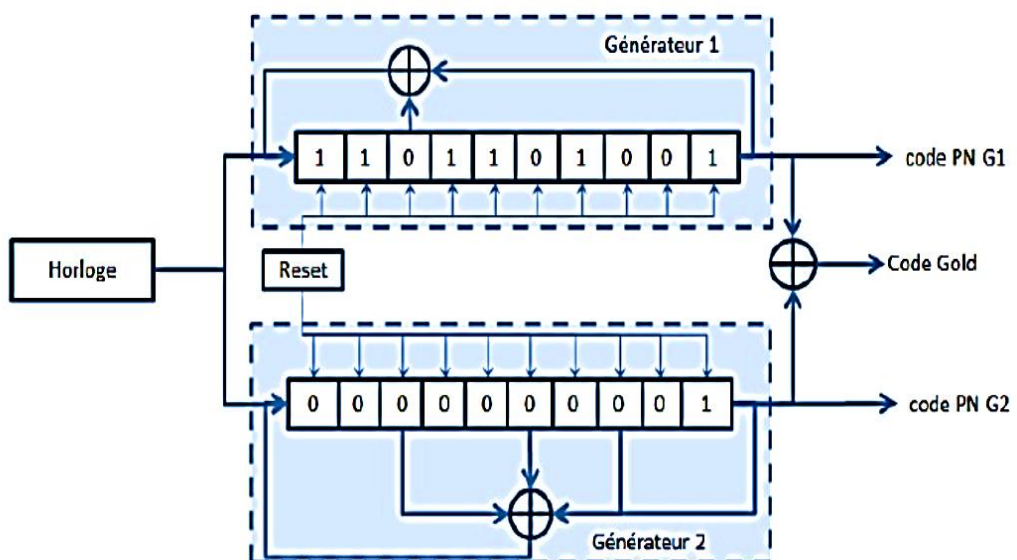 Générateur 1
1 1 0 1 1 0 1 0 0 1
code PN G1
Horloge
Reset
Code Gold
0 0 0 0 0 0 0 0 0 1
code PN G2
Générateur 2